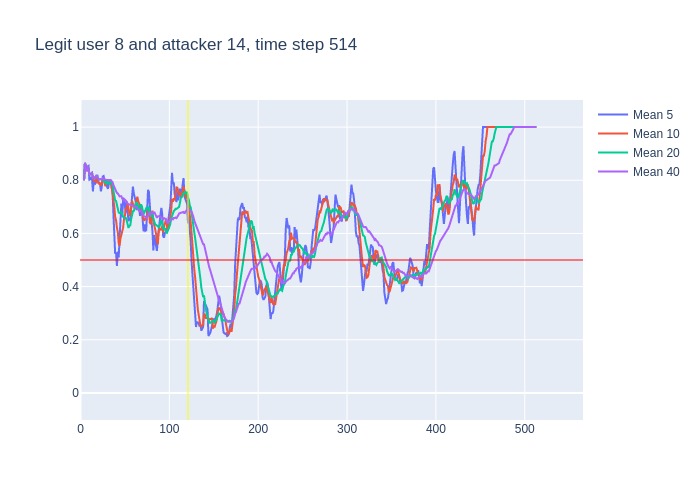 Legit user 8 and attacker 14, time step 514
1
0.8
0.6
0.4
0.2
0
0 100 200 300 400 500
Mean 5
Mean 10
Mean 20
Mean 40